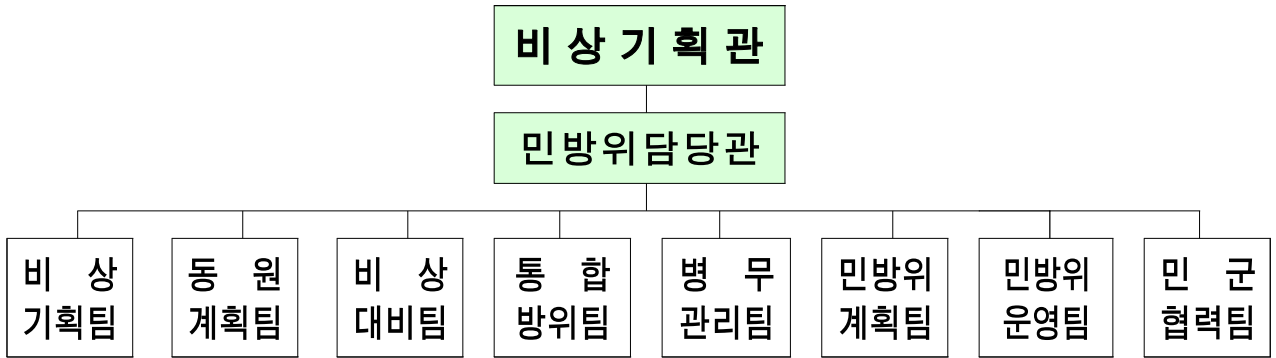 비 상 기 획 관
민방위담당관
비 상
기획팀
동 원
계획팀
비 상
대비팀
통 합
방위팀
병 무
관리팀
민방위
계획팀
민방위
운영팀
민 군
협력팀